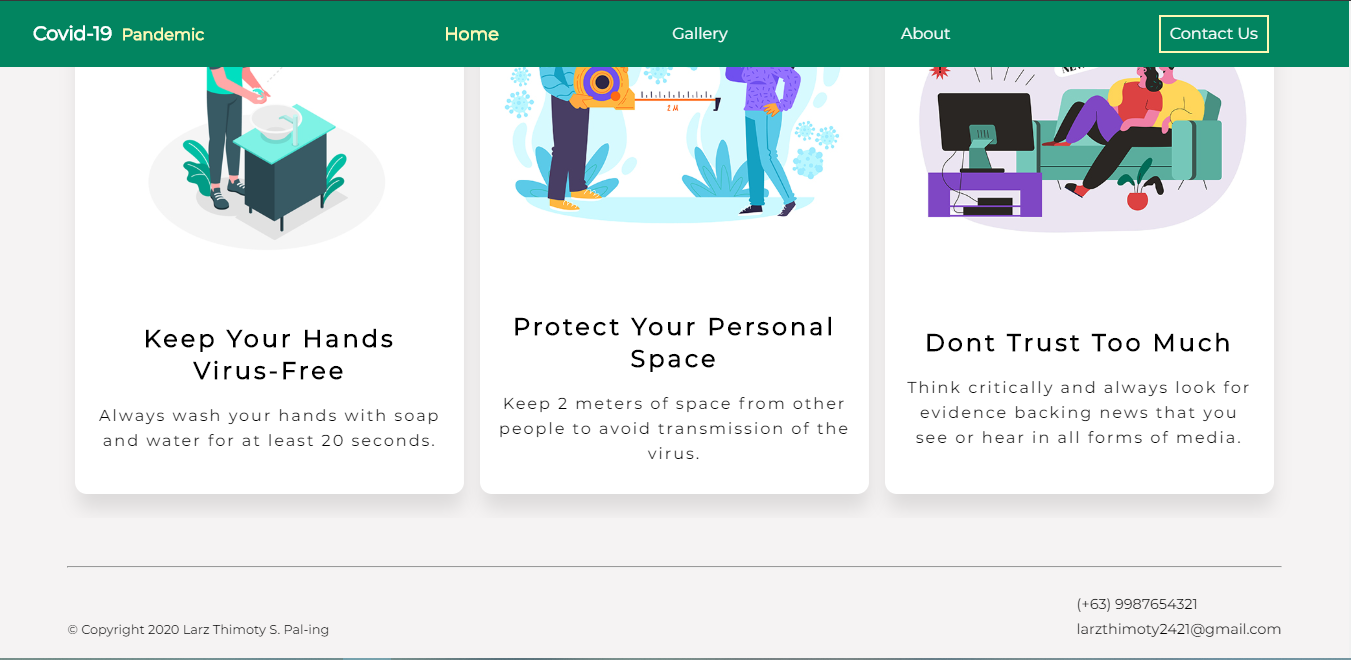 Covid-19 Pandemic
Home
Gallery
About
Contact Us
2 M
Keep Your Hands
Virus-Free
Always wash your hands with soap
and water for at least 20 seconds.
Protect Your Personal
Space
Keep 2 meters of space from other
people to avoid transmission of the
virus.
Dont Trust Too Much
Think critically and always look for
evidence backing news that you
see or hear in all forms of media.
© Copyright 2020 Larz Thimoty S. Pal-ing
(+63) 9987654321
larzthimoty2421@gmail.com